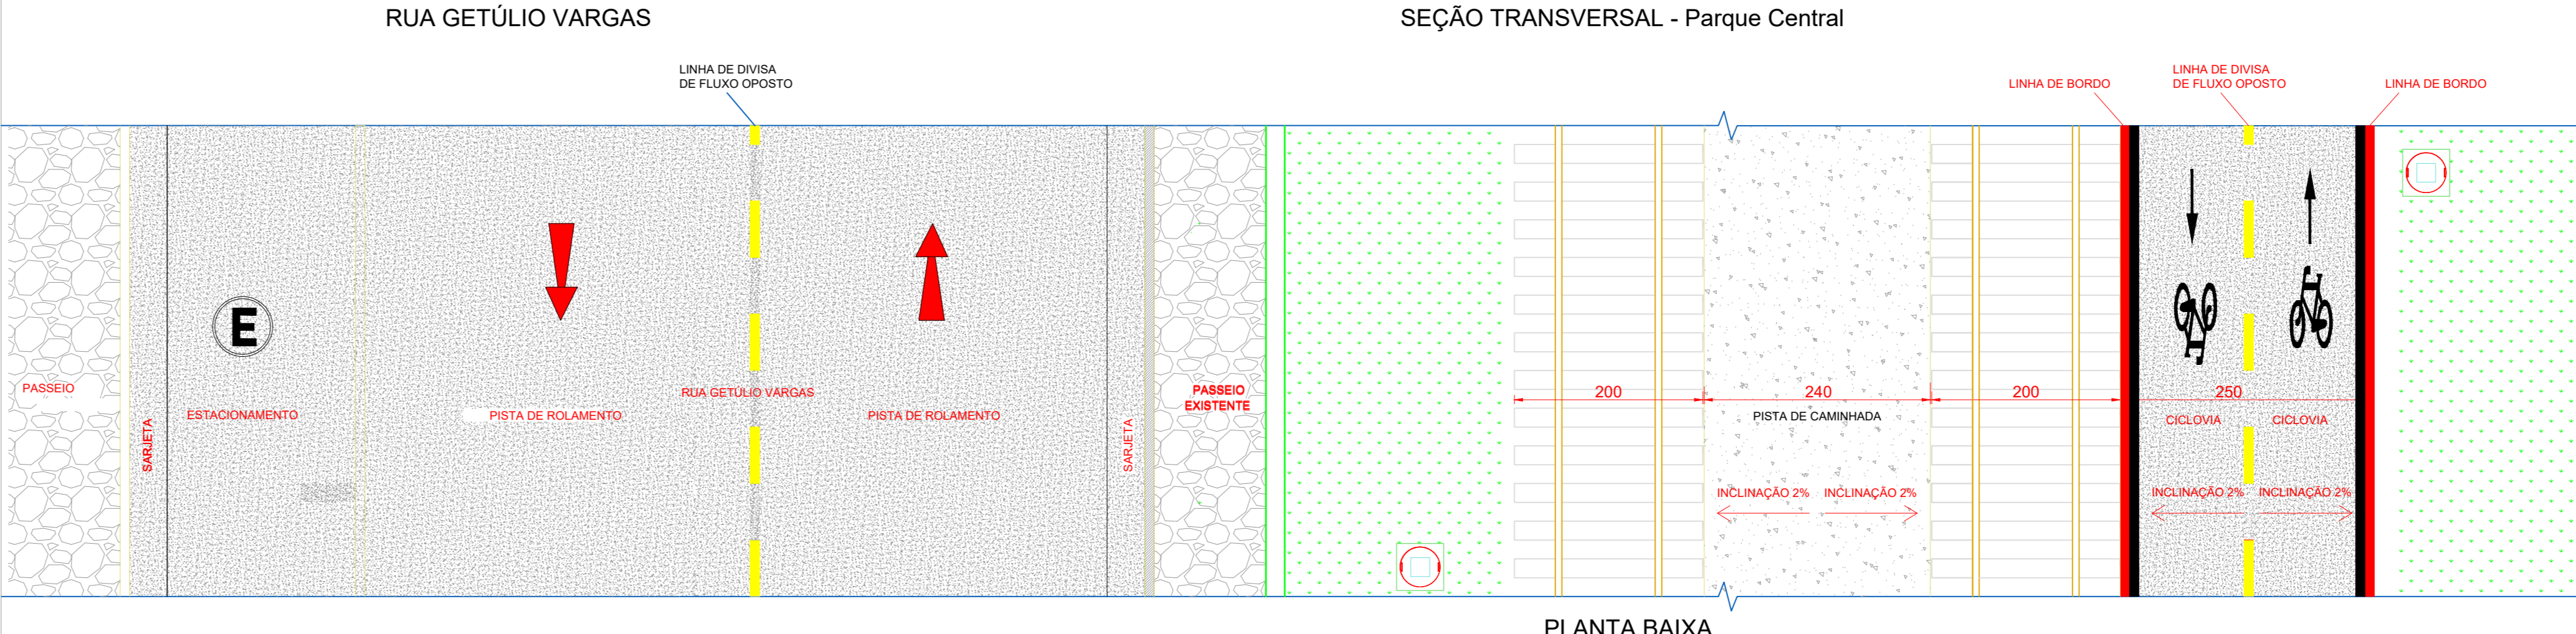 RUA GETÚLIO VARGAS
SEÇÃO TRANSVERSAL - Parque Central
LINHA DE DIVISA
DE FLUXO OPOSTO
LINHA DE BORDO
LINHA DE DIVISA
DE FLUXO OPOSTO
LINHA DE BORDO
E
PASSEIO
SARJETA
ESTACIONAMENTO
PISTA DE ROLAMENTO
RUA GETÚLIO VARGAS
PISTA DE ROLAMENTO
SARJETA
PASSEIO
EXISTENTE
200
240
200
250
PISTA DE CAMINHADA
CICLOVIA
CICLOVIA
INCLINAÇÃO 2%
INCLINAÇÃO 2%
INCLINAÇÃO 2%
INCLINAÇÃO 2%
PLANTA BAIXA